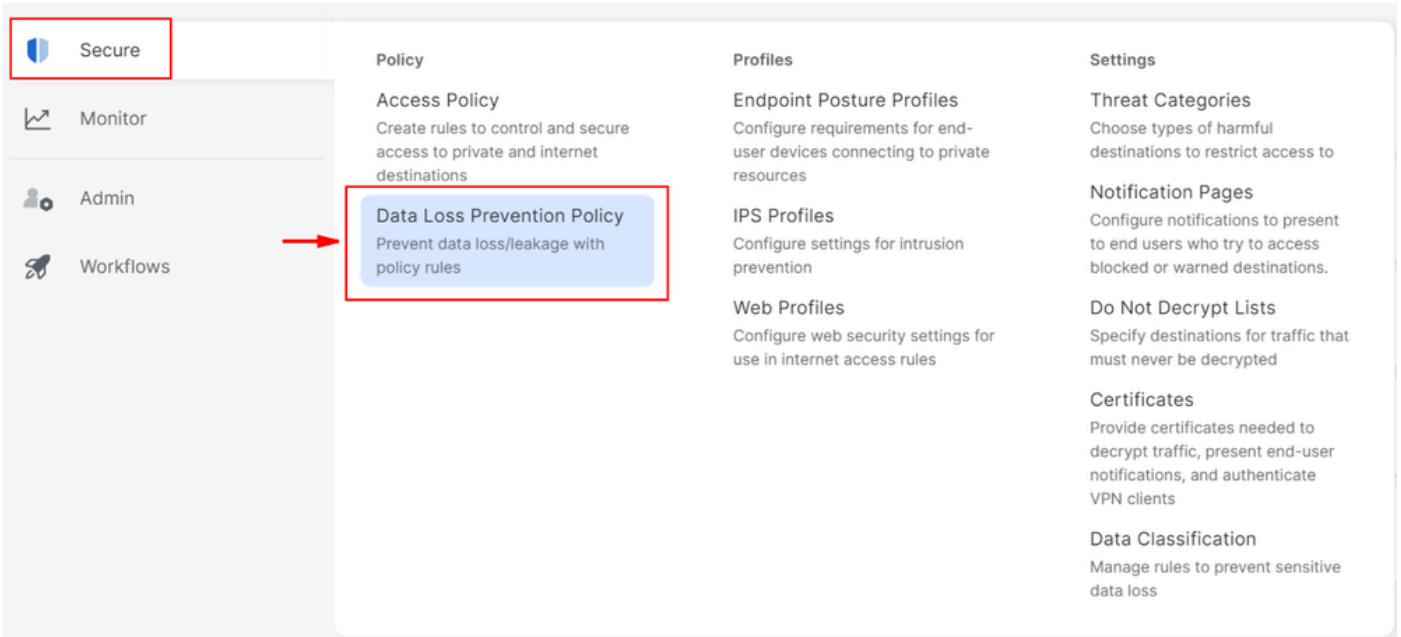 Secure
Monitor
Admin
Workflows
Policy
Access Policy
Create rules to control and secure
access to private and internet
destinations
Data Loss Prevention Policy
Prevent data loss/leakage with
policy rules
Profiles
Endpoint Posture Profiles
Configure requirements for end-
user devices connecting to private
resources
IPS Profiles
Configure settings for intrusion
prevention
Web Profiles
Configure web security settings for
use in internet access rules
Settings
Threat Categories
Choose types of harmful
destinations to restrict access to
Notification Pages
Configure notifications to present
to end users who try to access
blocked or warned destinations.
Do Not Decrypt Lists
Specify destinations for traffic that
must never be decrypted
Certificates
Provide certificates needed to
decrypt traffic, present end-user
notifications, and authenticate
VPN clients
Data Classification
Manage rules to prevent sensitive
data loss